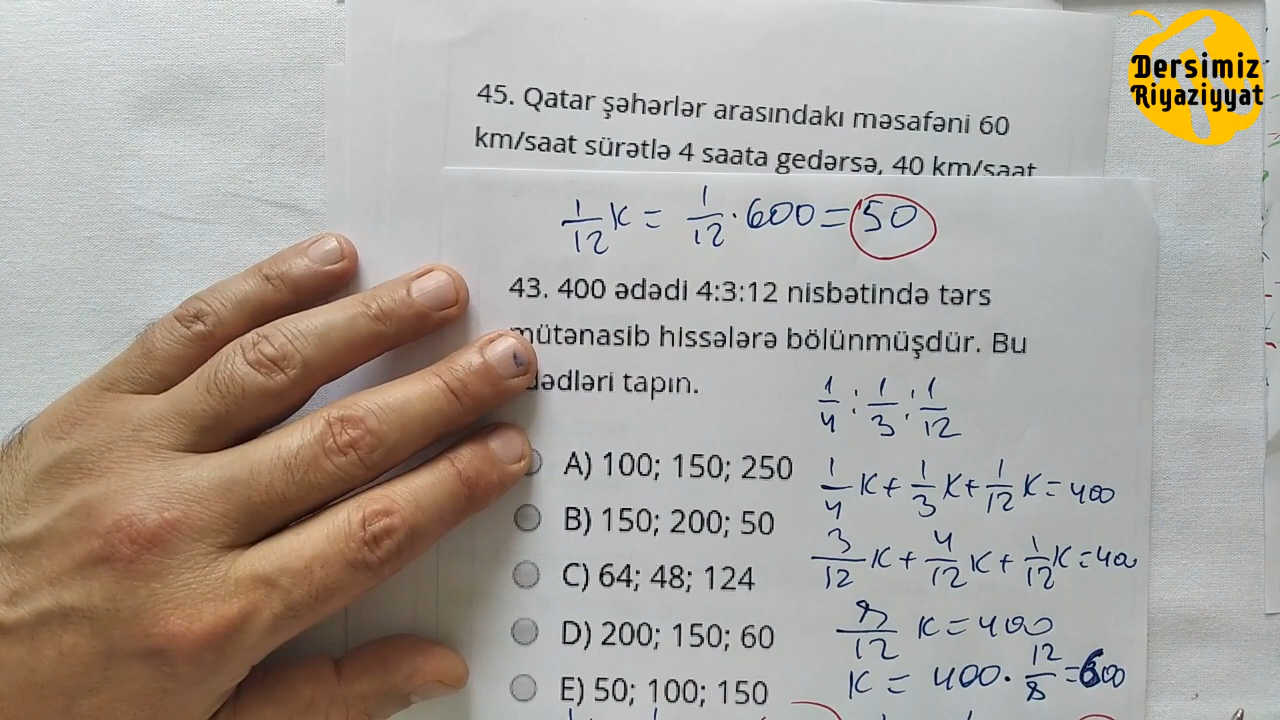 Dersimiz
Riyaziyyat
45. Qatar şəhərlər arasındakı məsafəni 60
km/saat sürətlə 4 saata gedərsə, 40 km/saat
1/12 K = 1/12 · 600 = 50
43. 400 ədədi 4:3:12 nisbətində tərs
mütənasib hissələrə bölünmüşdür. Bu
tapın.
1/4 : 1/3 : 1/12
A) 100; 150; 250
1/4 K + 1/3 K + 1/12 K = 400
B) 150; 200; 50
3/12 K + 4/12 K + 1/12 K = 400
C) 64; 48; 124
8/12 K = 400
D) 200; 150; 60
K = 400 · 12/8 = 600
E) 50; 100; 150